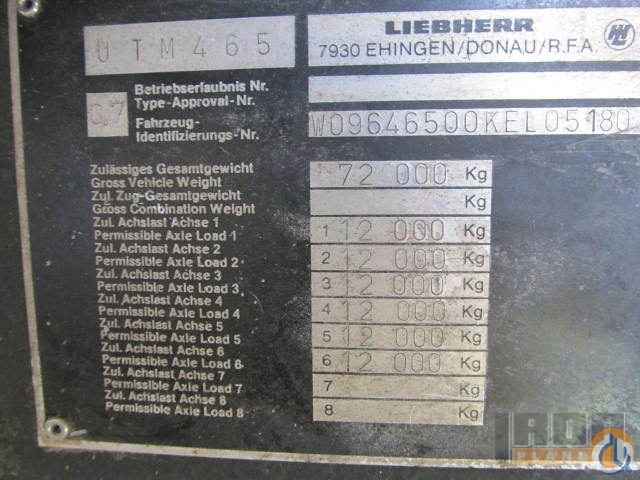 UTM465
LIEBHERR
7930 EHINGEN/DONAU/R.F.A.
Betriebserlaubnis Nr.
Type-Approval-Nr.
Fahrzeug-
Identifizierungs-Nr.
W09646500KEL05180
Zulässiges Gesamtgewicht
Gross Vehicle Weight
72 000 Kg
Zul. Zug-Gesamtgewicht
Gross Combination Weight
Kg
Zul. Achslast Achse 1
Permissible Axle Load 1
1 12 000 Kg
Zul. Achslast Achse 2
Permissible Axle Load 2
2 12 000 Kg
Zul. Achslast Achse 3
Permissible Axle Load 3
3 12 000 Kg
Zul. Achslast Achse 4
Permissible Axle Load 4
4 12 000 Kg
Zul. Achslast Achse 5
Permissible Axle Load 5
5 12 000 Kg
Zul. Achslast Achse 6
Permissible Axle Load 6
6 12 000 Kg
Zul. Achslast Achse 7
Permissible Axle Load 7
7 Kg
Zul. Achslast Achse 8
Permissible Axle Load 8
8 Kg